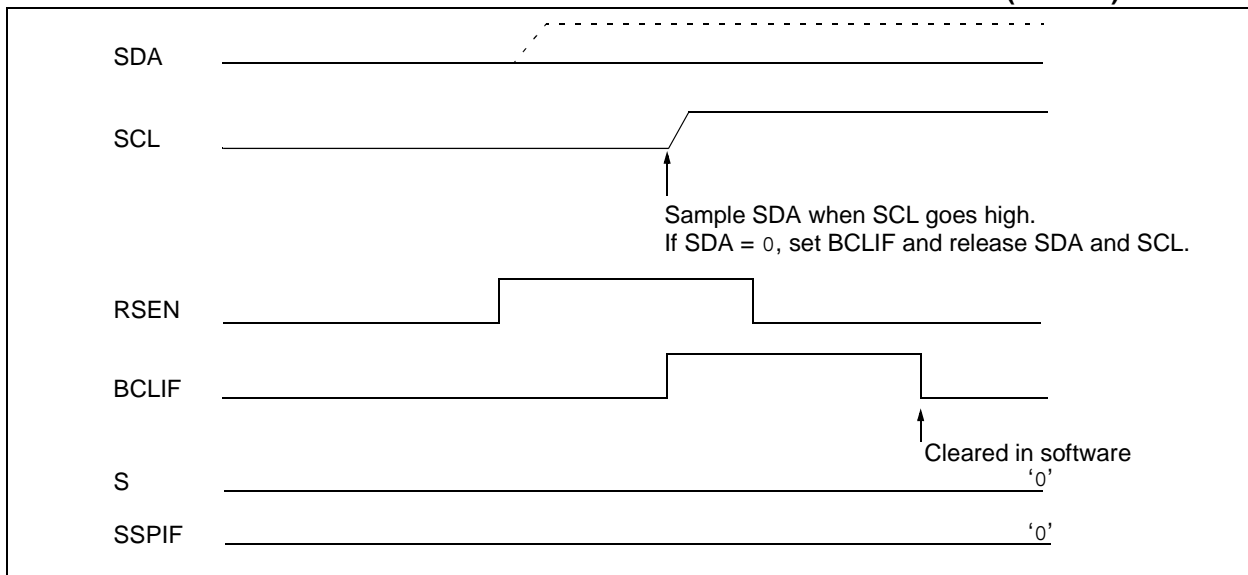 SDA
SCL
Sample SDA when SCL goes high.
If SDA = 0, set BCLIF and release SDA and SCL.
RSEN
BCLIF
Cleared in software
S
‘0’
SSPIF
‘0’